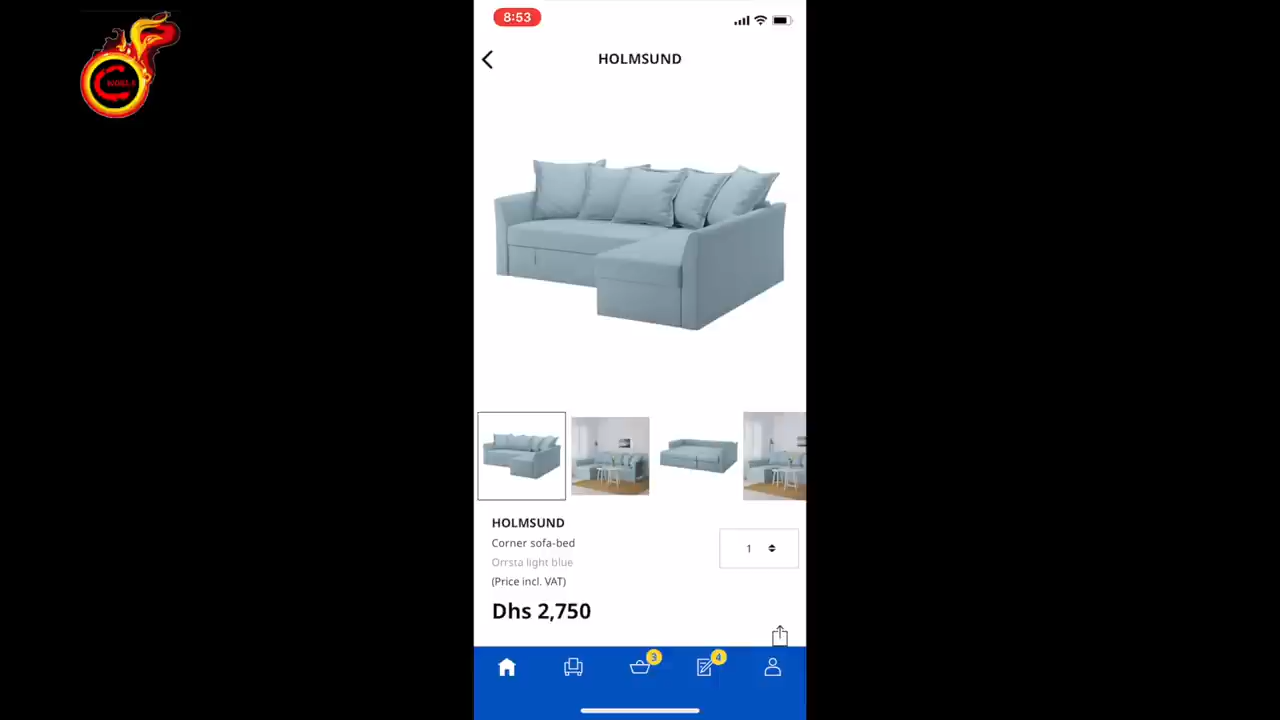 8:53
HOLMSUND
C WORLD
HOLMSUND
Corner sofa-bed
Orrsta light blue
(Price incl. VAT)
1
Dhs 2,750
3
4